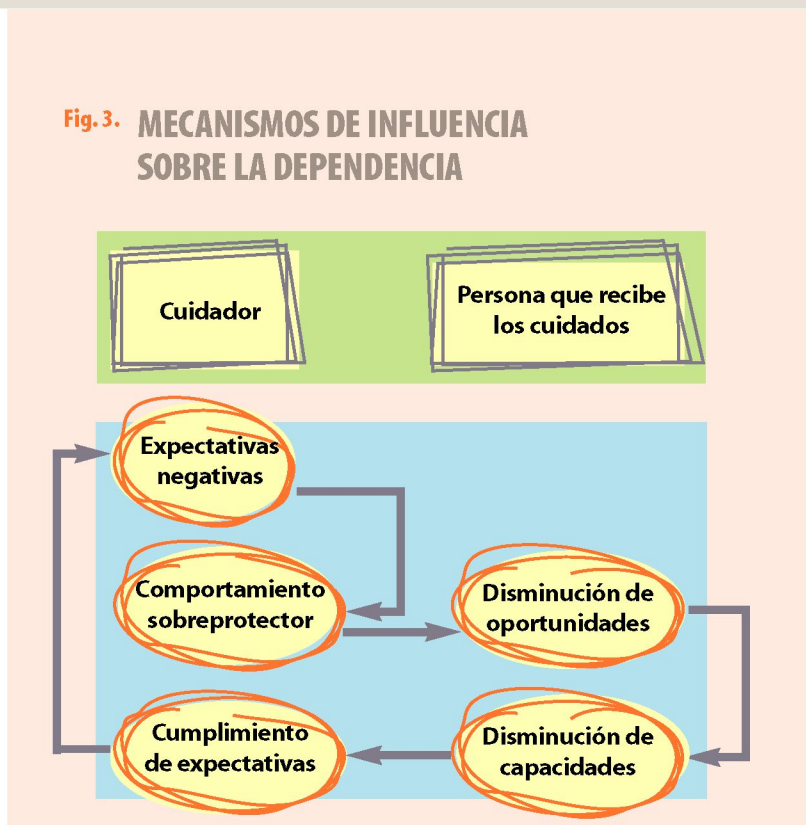 Fig. 3. MECANISMOS DE INFLUENCIA
SOBRE LA DEPENDENCIA
Cuidador
Persona que recibe
los cuidados
Expectativas
negativas
Comportamiento
sobreprotector
Disminución de
oportunidades
Cumplimiento
de expectativas
Disminución de
capacidades